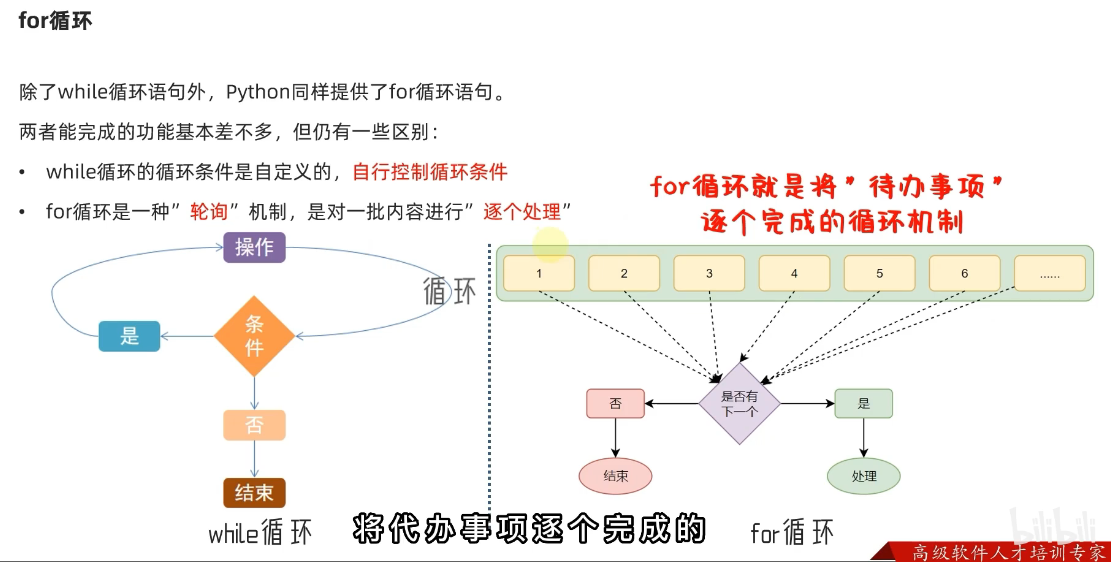 for循环
除了while循环语句外，Python同样提供了for循环语句。
两者能完成的功能基本差不多，但仍有一些区别：
• while循环的循环条件是自定义的，自行控制循环条件
• for循环是一种”轮询”机制，是对一批内容进行”逐个处理”
for循环就是将”待办事项”
逐个完成的循环机制
操作
循环
条
件
是
否
结束
while循环
1 2 3 4 5 6 ......
是否有
下一个
否
是
结束
处理
for循环
将代办事项逐个完成的
bilibili
高级软件人才培训专家